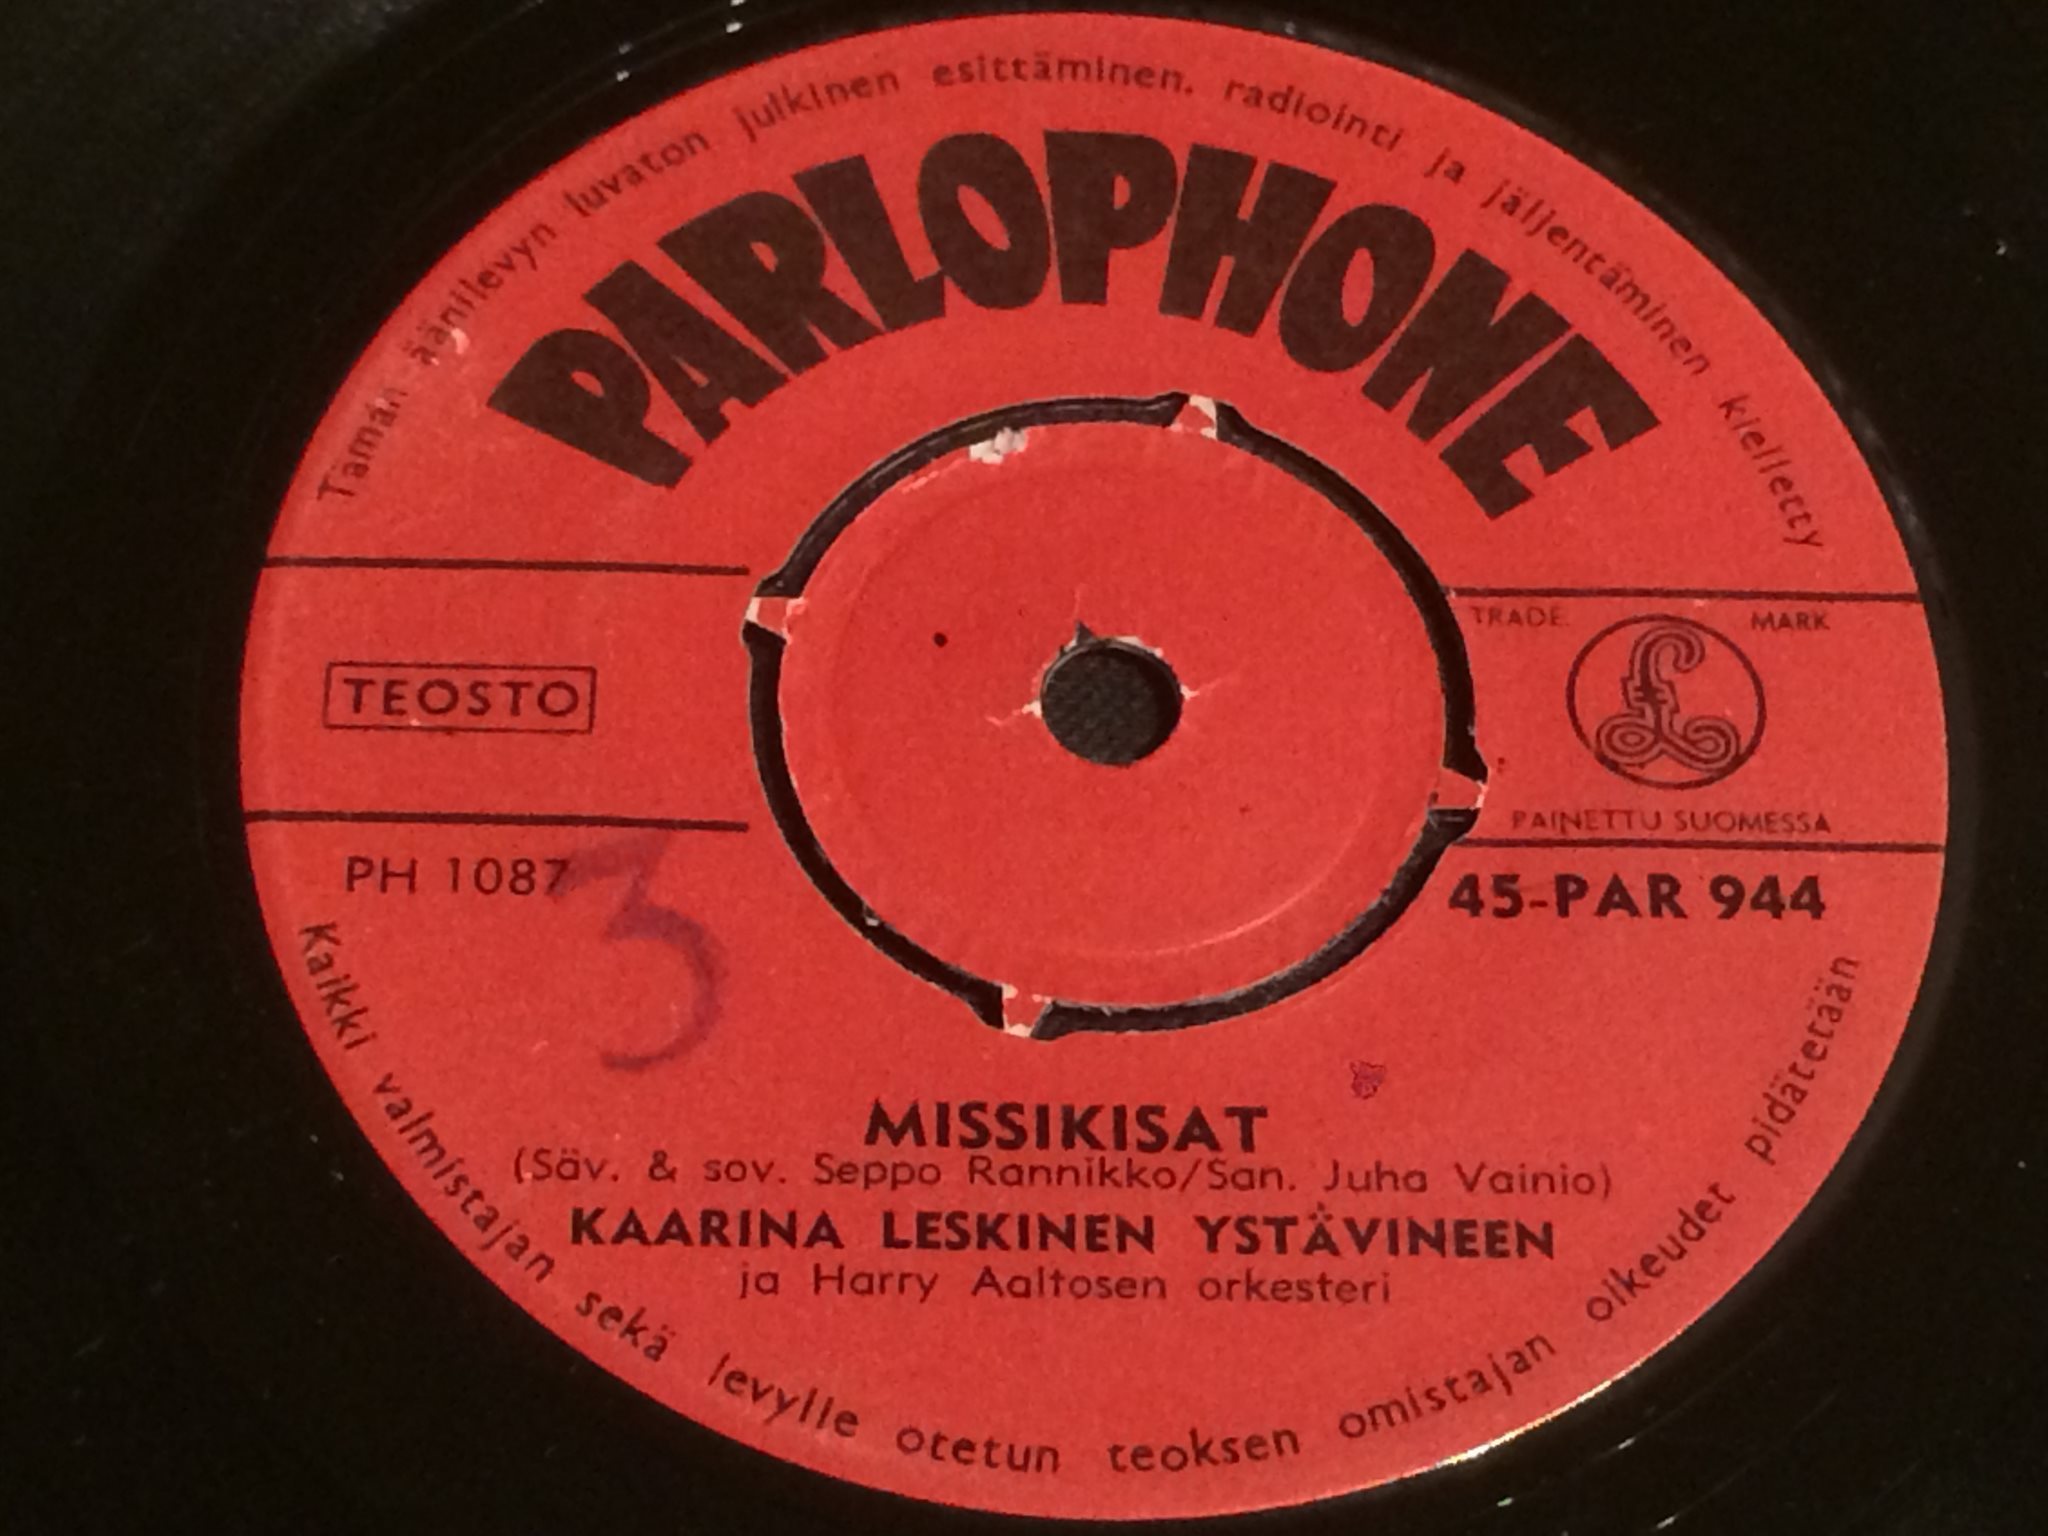 Tämän äänilevyn luvaton julkinen esittäminen, radiointi ja jäljentäminen kielletty
PARLOPHONE
TRADE MARK
£
TEOSTO
PAINETTU SUOMESSA
PH 1087
45-PAR 944
3
MISSIKISAT
(Säv. & sov. Seppo Rannikko/San. Juha Vainio)
KAARINA LESKINEN YSTÄVINEEN
ja Harry Aaltosen orkesteri
Kaikki valmistajan sekä levylle otetun teoksen omistajan oikeudet pidätetään